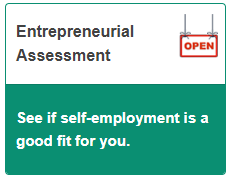 Entrepreneurial
Assessment
OPEN
See if self-employment is a
good fit for you.